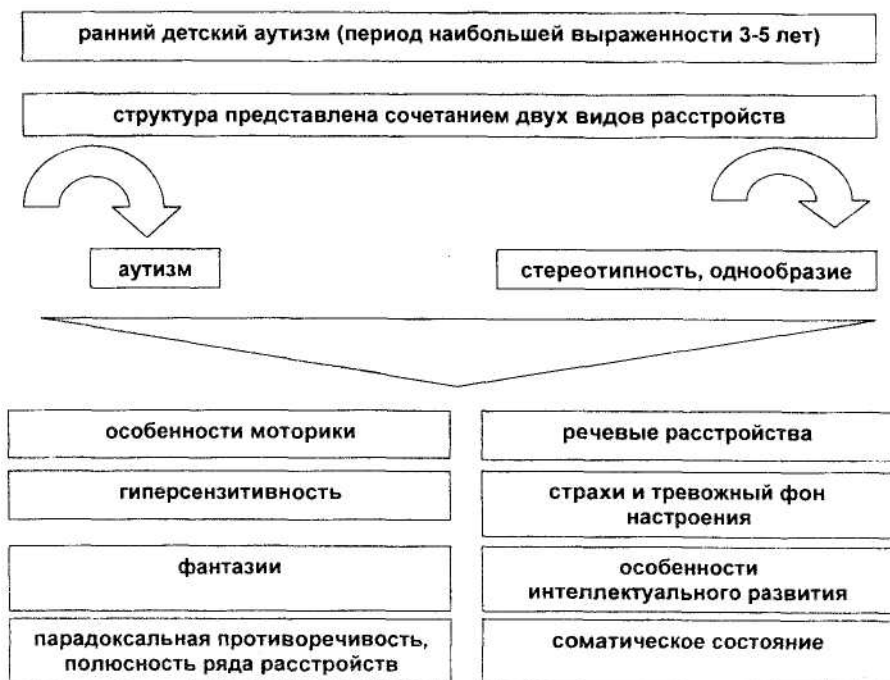 ранний детский аутизм (период наибольшей выраженности 3-5 лет)
структура представлена сочетанием двух видов расстройств
аутизм
стереотипность, однообразие
особенности моторики
речевые расстройства
гиперсензитивность
страхи и тревожный фон
настроения
фантазии
особенности
интеллектуального развития
парадоксальная противоречивость,
полюсность ряда расстройств
соматическое состояние